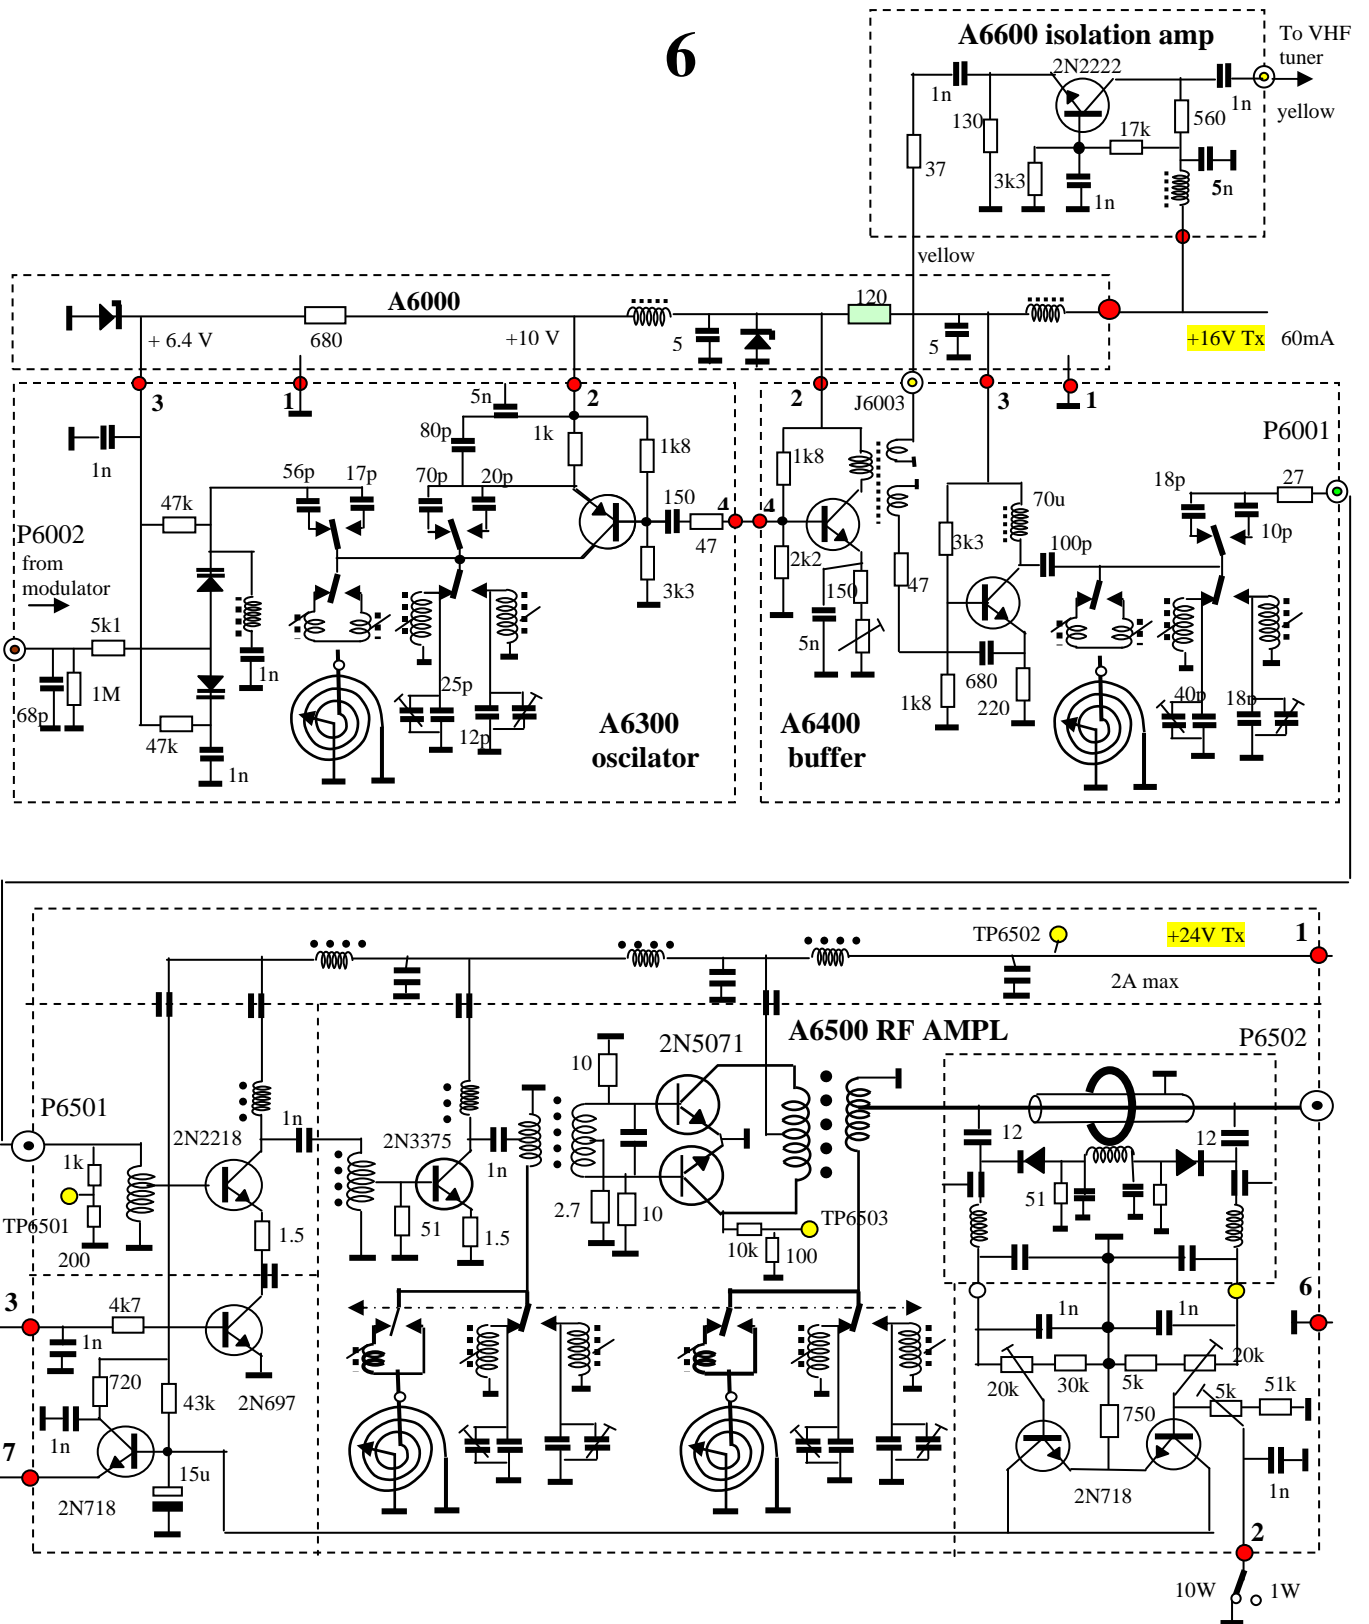 6
A6600 isolation amp
To VHF
tuner
2N2222
1n
1n
yellow
130
560
17k
37
3k3
5n
1n
yellow
A6000
120
+ 6.4 V
680
+10 V
5
5
+16V Tx 60mA
3
1
5n
2
2
J6003
3
1
80p
1k
P6001
1n
1k8
1k8
56p
17p
70p
20p
18p
27
70u
47k
150
4
4
10p
P6002
from
modulator
47
3k3
100p
2k2
3k3
150
47
5k1
5n
1n
1M
25p
680
40p
18p
68p
1k8
220
47k
12p
A6300
oscilator
A6400
buffer
1n
TP6502
+24V Tx
1
2A max
A6500 RF AMPL
2N5071
P6502
10
P6501
1n
2N2218
2N3375
12
12
1k
1n
51
TP6501
2.7
10
TP6503
1.5
51
1.5
10k
100
200
3
4k7
6
1n
1n
1n
720
20k
20k
30k
5k
5k
51k
43k
2N697
750
1n
7
15u
1n
2N718
2N718
2
10W
1W